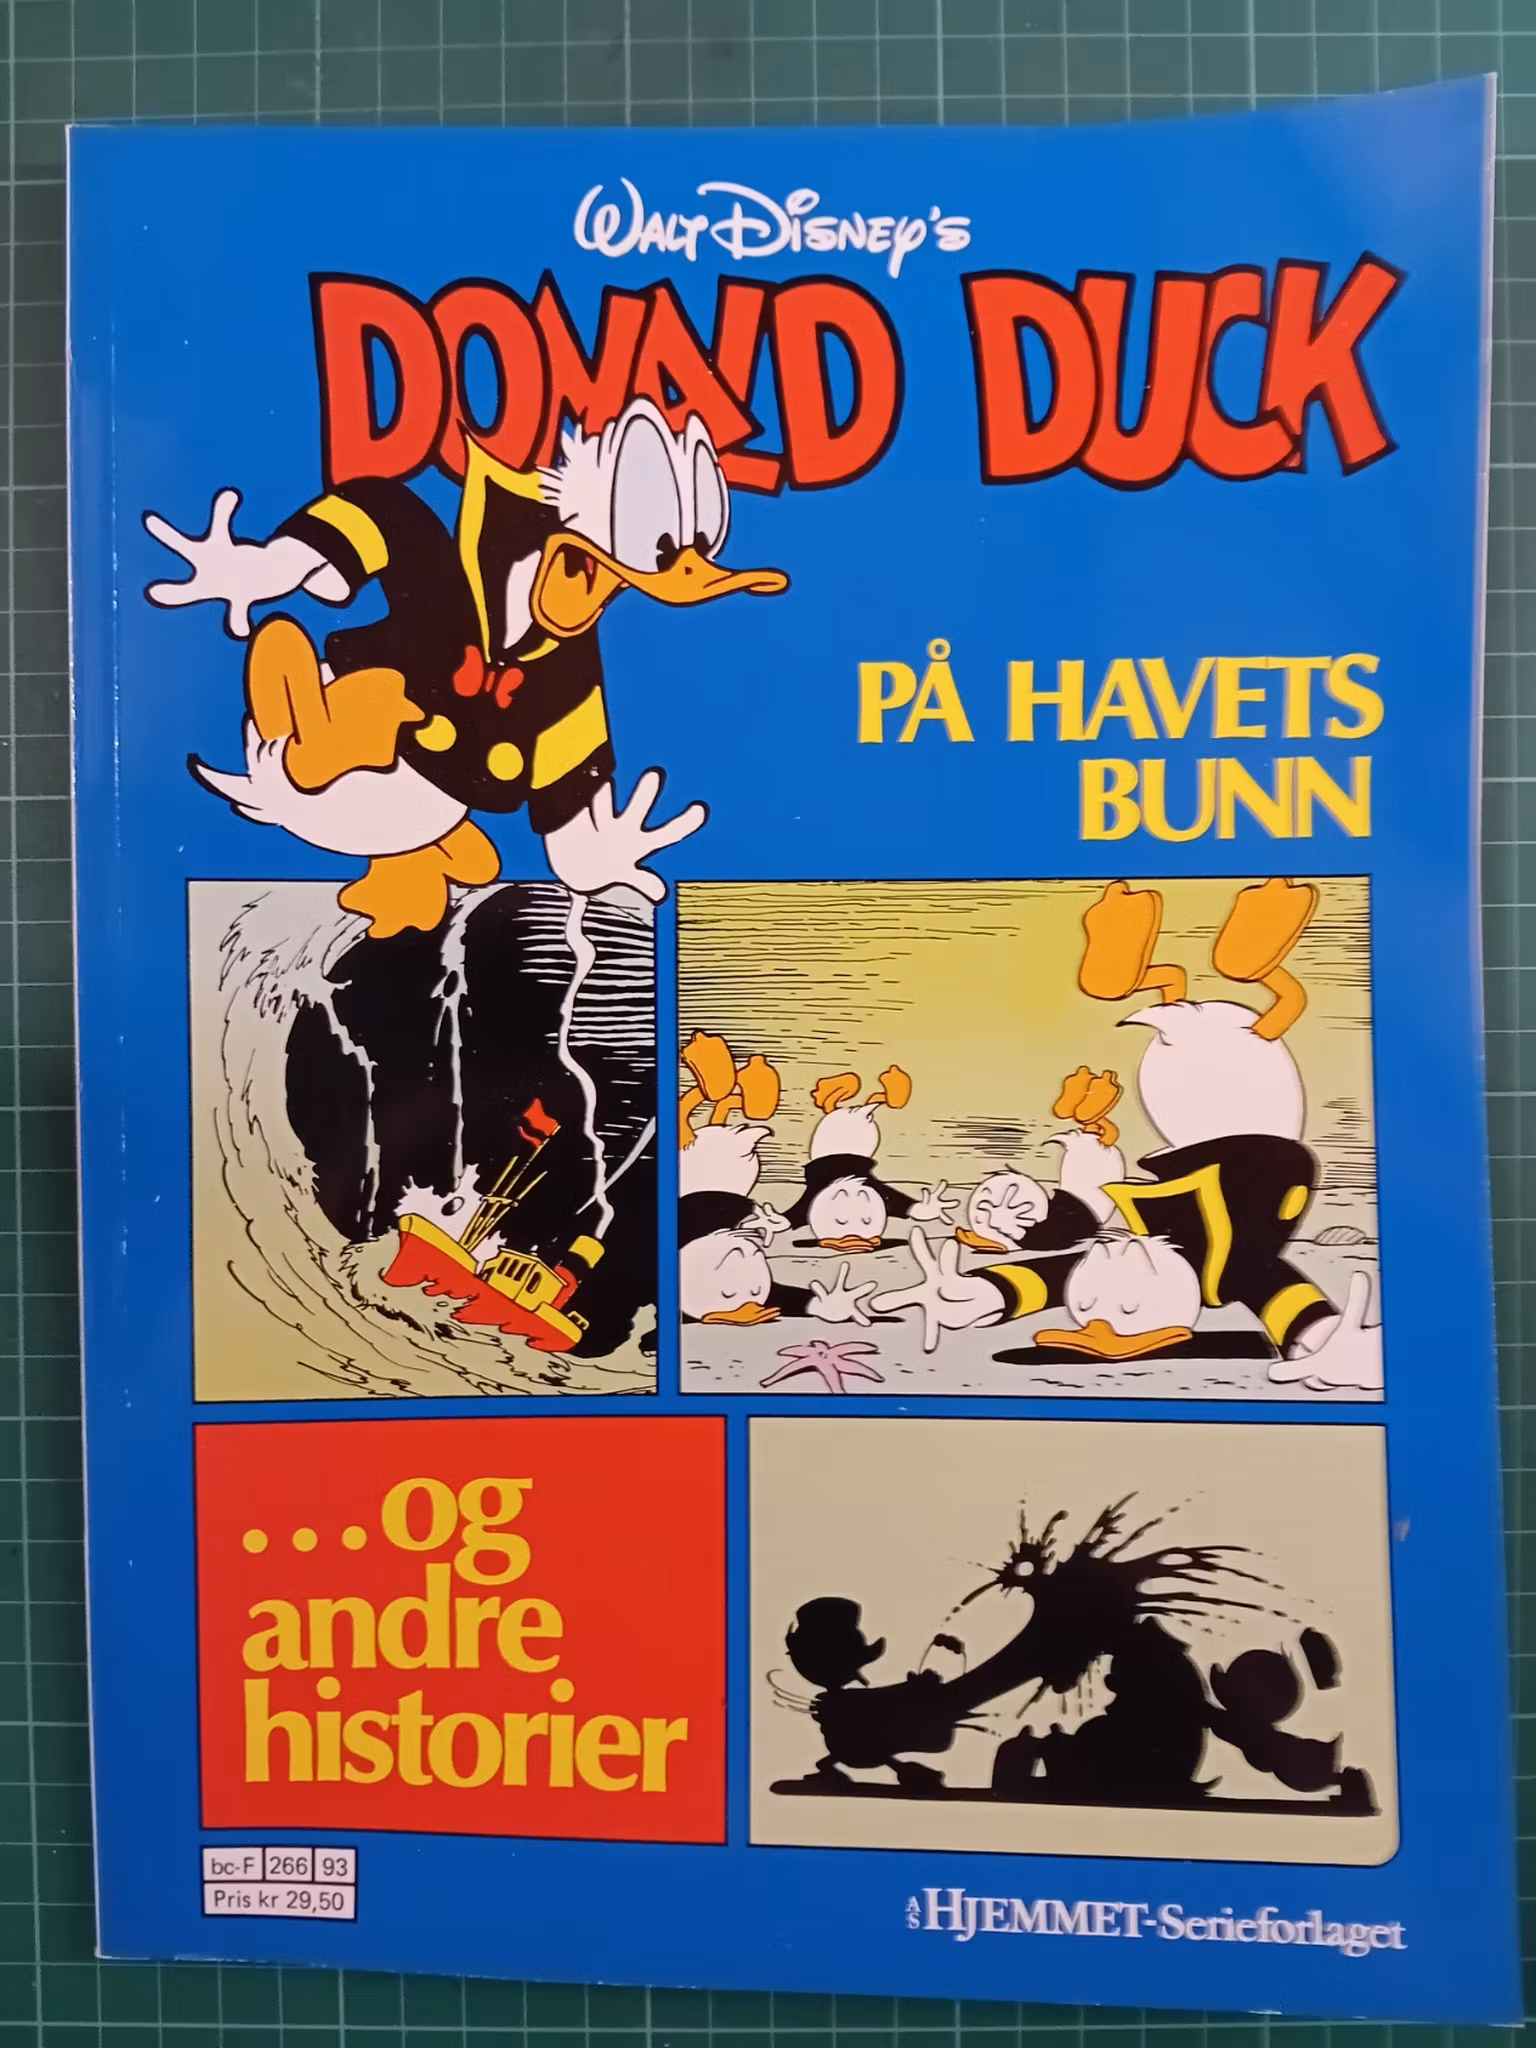 WALT DISNEY'S
DONALD DUCK
PÅ HAVETS
BUNN
...og
andre
historier
bc-F 266 93
Pris kr 29,50
A/S HJEMMET-Serieforlaget